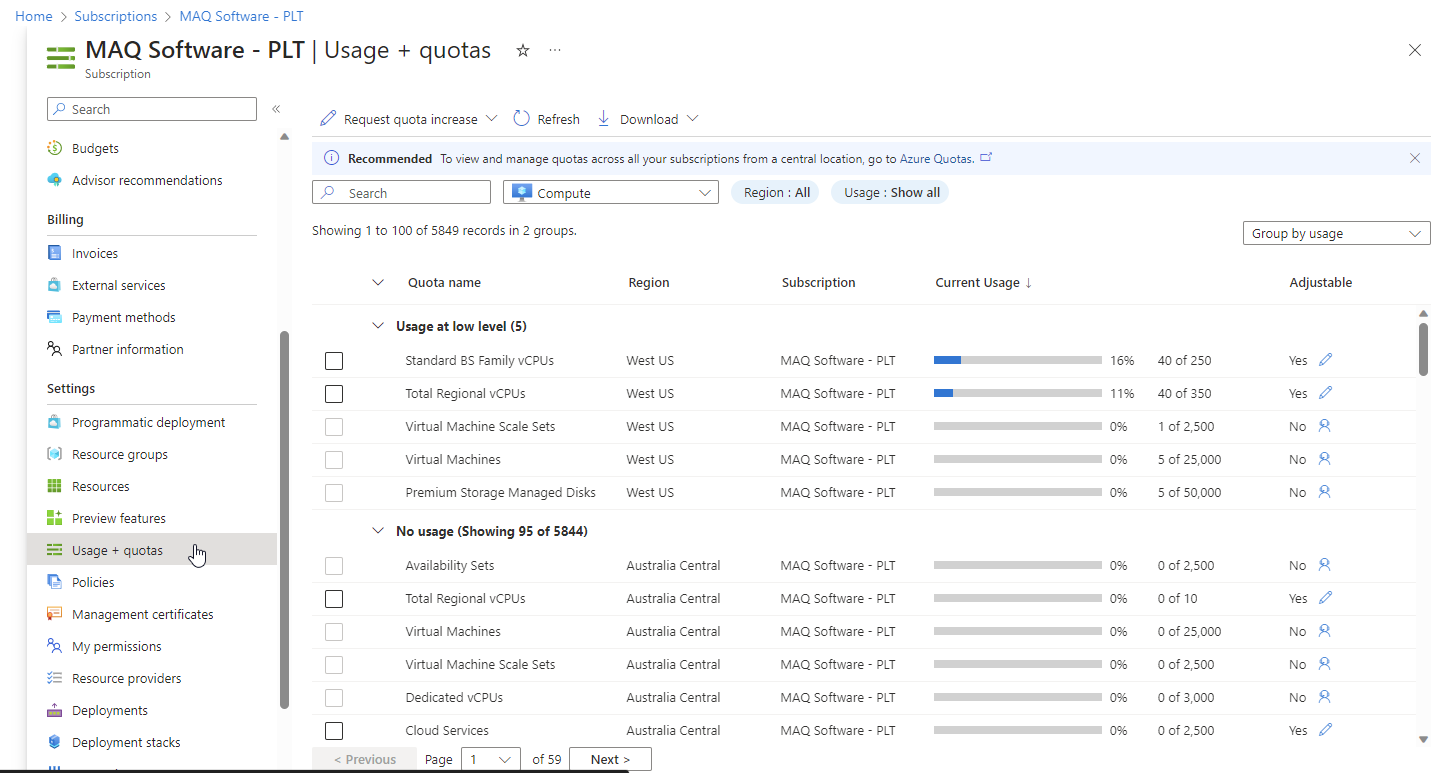 Home > Subscriptions > MAQ Software - PLT
MAQ Software - PLT | Usage + quotas
Subscription
Search
Budgets
Advisor recommendations
Billing
Invoices
External services
Payment methods
Partner information
Settings
Programmatic deployment
Resource groups
Resources
Preview features
Usage + quotas
Policies
Management certificates
My permissions
Resource providers
Deployments
Deployment stacks
Request quota increase Refresh Download
Recommended To view and manage quotas across all your subscriptions from a central location, go to Azure Quotas.
Search Compute Region : All Usage : Show all
Showing 1 to 100 of 5849 records in 2 groups.
Group by usage
Quota name Region Subscription Current Usage ↓ Adjustable
Usage at low level (5)
Standard BS Family vCPUs West US MAQ Software - PLT 16% 40 of 250 Yes
Total Regional vCPUs West US MAQ Software - PLT 11% 40 of 350 Yes
Virtual Machine Scale Sets West US MAQ Software - PLT 0% 1 of 2,500 No
Virtual Machines West US MAQ Software - PLT 0% 5 of 25,000 No
Premium Storage Managed Disks West US MAQ Software - PLT 0% 5 of 50,000 No
No usage (Showing 95 of 5844)
Availability Sets Australia Central MAQ Software - PLT 0% 0 of 2,500 No
Total Regional vCPUs Australia Central MAQ Software - PLT 0% 0 of 10 Yes
Virtual Machines Australia Central MAQ Software - PLT 0% 0 of 25,000 No
Virtual Machine Scale Sets Australia Central MAQ Software - PLT 0% 0 of 2,500 No
Dedicated vCPUs Australia Central MAQ Software - PLT 0% 0 of 3,000 No
Cloud Services Australia Central MAQ Software - PLT 0% 0 of 2,500 Yes
< Previous Page 1 of 59 Next >